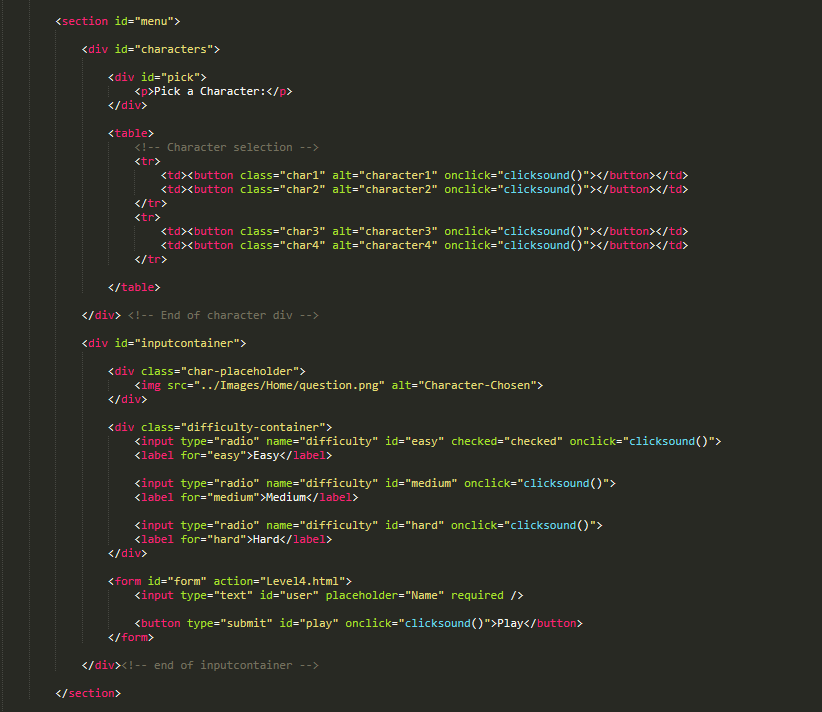 <section id="menu">
<div id="characters">
<div id="pick">
<p>Pick a Character:</p>
</div>
<table>
<!-- Character selection -->
<tr>
<td><button class="char1" alt="character1" onclick="clicksound()"></button></td>
<td><button class="char2" alt="character2" onclick="clicksound()"></button></td>
</tr>
<tr>
<td><button class="char3" alt="character3" onclick="clicksound()"></button></td>
<td><button class="char4" alt="character4" onclick="clicksound()"></button></td>
</tr>
</table>
</div> <!-- End of character div -->
<div id="inputcontainer">
<div class="char-placeholder">
<img src="../Images/Home/question.png" alt="Character-Chosen">
</div>
<div class="difficulty-container">
<input type="radio" name="difficulty" id="easy" checked="checked" onclick="clicksound()">
<label for="easy">Easy</label>
<input type="radio" name="difficulty" id="medium" onclick="clicksound()">
<label for="medium">Medium</label>
<input type="radio" name="difficulty" id="hard" onclick="clicksound()">
<label for="hard">Hard</label>
</div>
<form id="form" action="Level4.html">
<input type="text" id="user" placeholder="Name" required />
<button type="submit" id="play" onclick="clicksound()">Play</button>
</form>
</div><!-- end of inputcontainer -->
</section>